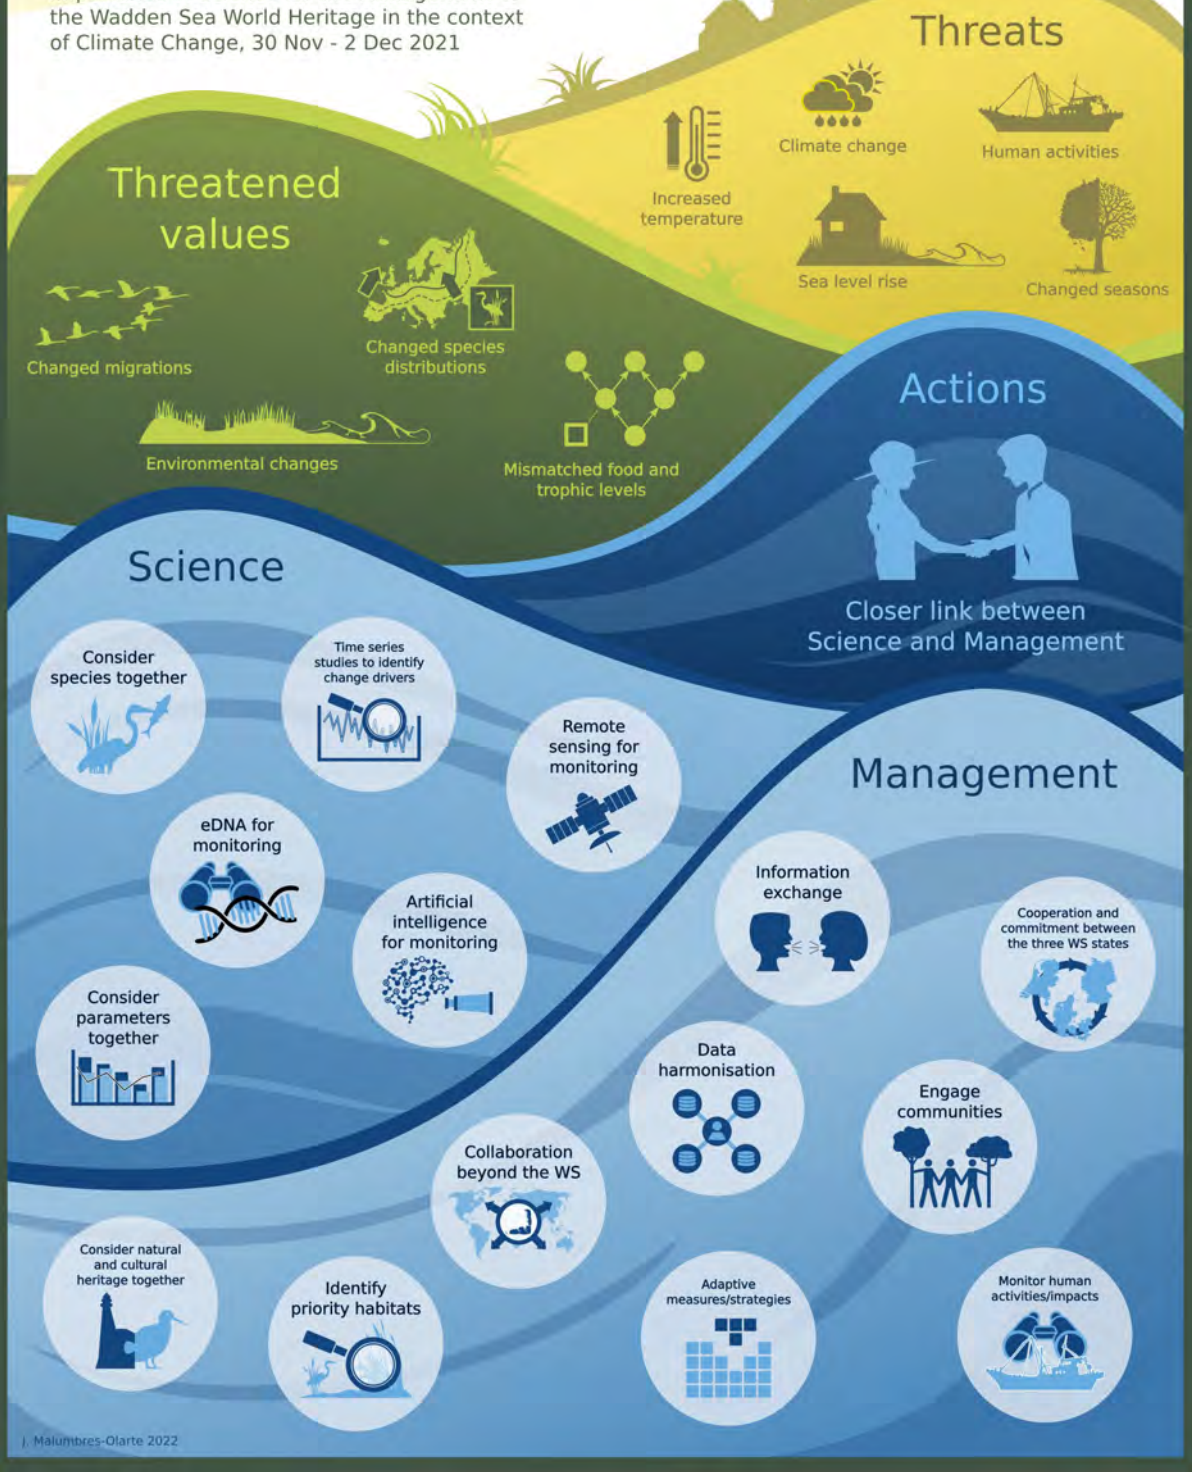 the Wadden Sea World Heritage in the context
of Climate Change, 30 Nov - 2 Dec 2021
Threats
Climate change
Human activities
Increased
temperature
Sea level rise
Changed seasons
Threatened
values
Changed migrations
Changed species
distributions
Environmental changes
Mismatched food and
trophic levels
Actions
Closer link between
Science and Management
Science
Consider
species together
Time series
studies to identify
change drivers
Remote
sensing for
monitoring
eDNA for
monitoring
Artificial
intelligence
for monitoring
Consider
parameters
together
Management
Information
exchange
Cooperation and
commitment between
the three WS states
Data
harmonisation
Engage
communities
Collaboration
beyond the WS
Consider natural
and cultural
heritage together
Identify
priority habitats
Adaptive
measures/strategies
Monitor human
activities/impacts
J. Malumbres-Olarte 2022